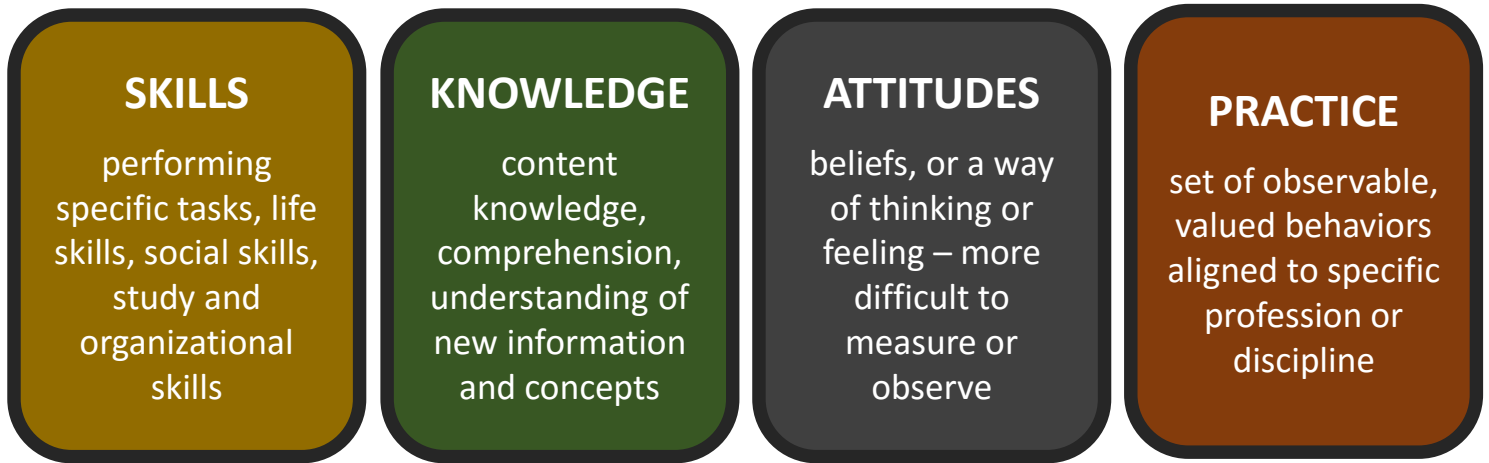 SKILLS
performing
specific tasks, life
skills, social skills,
study and
organizational
skills
KNOWLEDGE
content
knowledge,
comprehension,
understanding of
new information
and concepts
ATTITUDES
beliefs, or a way
of thinking or
feeling – more
difficult to
measure or
observe
PRACTICE
set of observable,
valued behaviors
aligned to specific
profession or
discipline